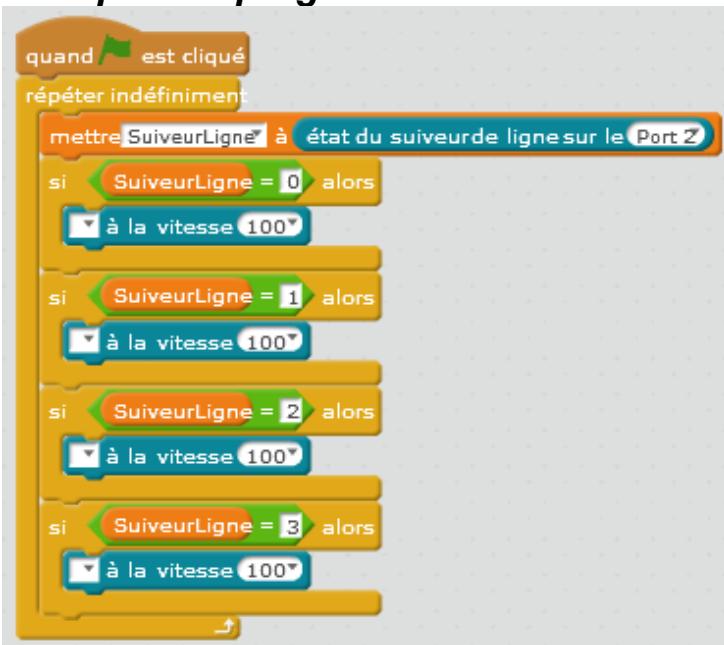 quand est cliqué
répéter indéfiniment
mettre SuiveurLigne à état du suiveur de ligne sur le Port 2
si SuiveurLigne = 0 alors
à la vitesse 100
si SuiveurLigne = 1 alors
à la vitesse 100
si SuiveurLigne = 2 alors
à la vitesse 100
si SuiveurLigne = 3 alors
à la vitesse 100